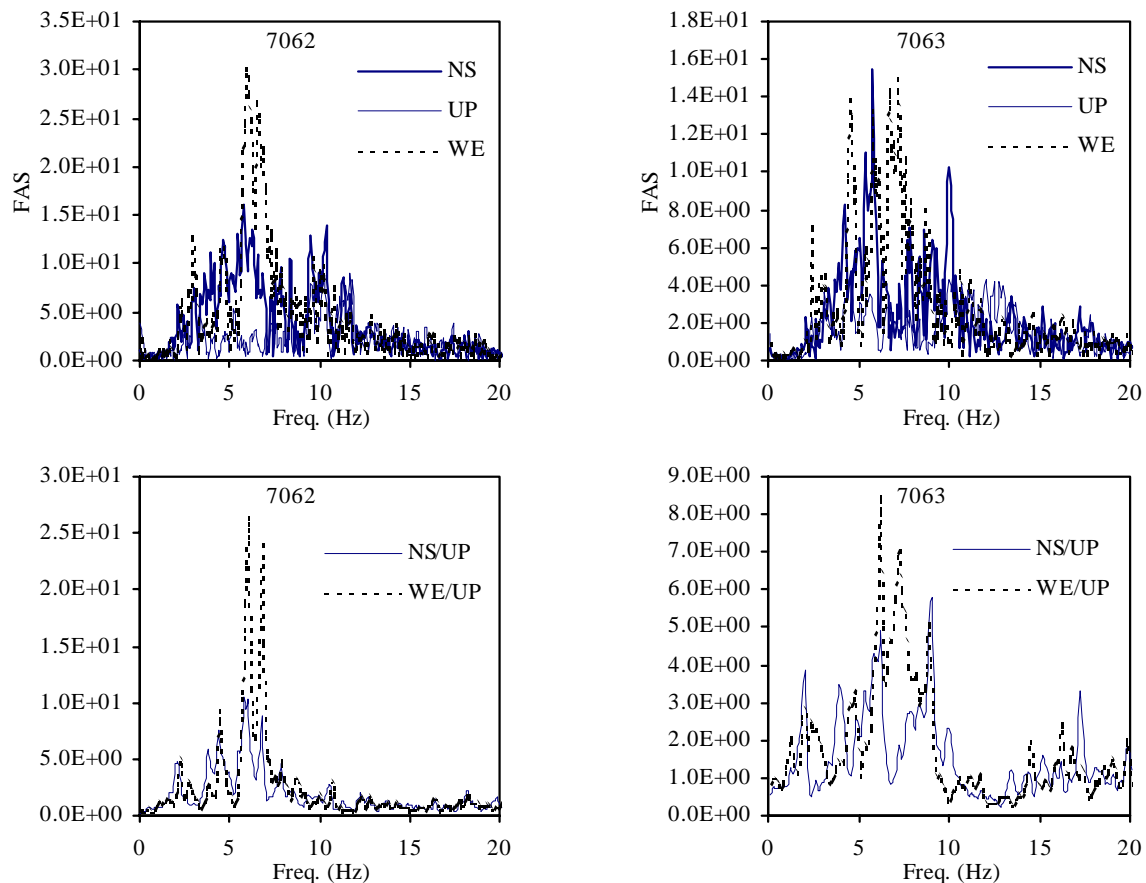 3.5E+01
3.0E+01
2.5E+01
2.0E+01
1.5E+01
1.0E+01
5.0E+00
0.0E+00
FAS
7062
NS
UP
WE
0 5 10 15 20
Freq. (Hz)
1.8E+01
1.6E+01
1.4E+01
1.2E+01
1.0E+01
8.0E+00
6.0E+00
4.0E+00
2.0E+00
0.0E+00
FAS
7063
NS
UP
WE
0 5 10 15 20
Freq. (Hz)
3.0E+01
2.5E+01
2.0E+01
1.5E+01
1.0E+01
5.0E+00
0.0E+00
7062
NS/UP
WE/UP
0 5 10 15 20
Freq. (Hz)
9.0E+00
8.0E+00
7.0E+00
6.0E+00
5.0E+00
4.0E+00
3.0E+00
2.0E+00
1.0E+00
0.0E+00
7063
NS/UP
WE/UP
0 5 10 15 20
Freq. (Hz)